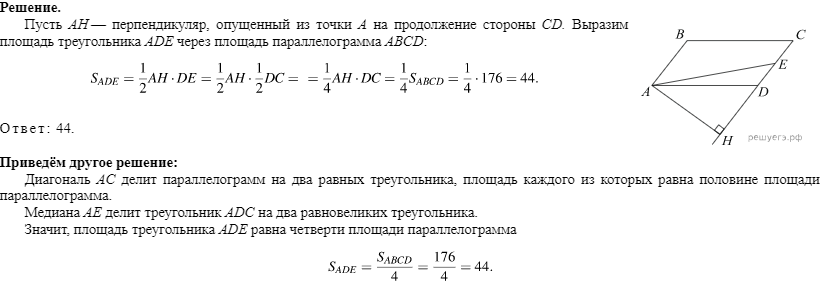 Решение.
Пусть AH — перпендикуляр, опущенный из точки A на продолжение стороны CD. Выразим
площадь треугольника ADE через площадь параллелограмма ABCD:
S_{ADE} = \frac{1}{2}AH · DE = \frac{1}{2}AH · \frac{1}{2}DC = = \frac{1}{4}AH · DC = \frac{1}{4}S_{ABCD} = \frac{1}{4} · 176 = 44.
B
C
E
A
D
H
решуегэ.рф
Ответ: 44.
Приведём другое решение:
Диагональ AC делит параллелограмм на два равных треугольника, площадь каждого из которых равна половине площади
параллелограмма.
Медиана AE делит треугольник ADC на два равновеликих треугольника.
Значит, площадь треугольника ADE равна четверти площади параллелограмма
S_{ADE} = \frac{S_{ABCD}}{4} = \frac{176}{4} = 44.